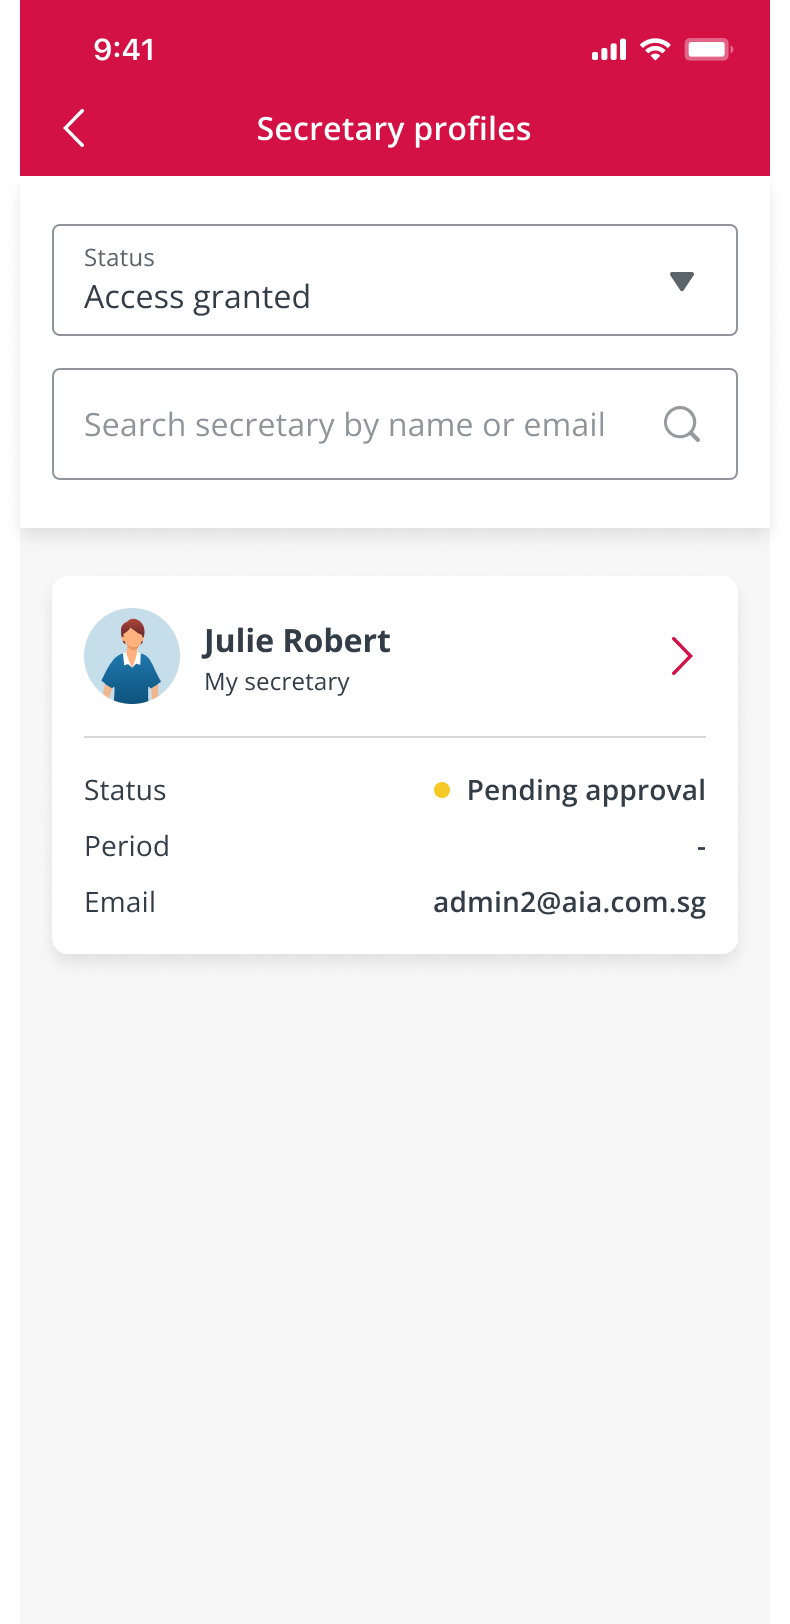 9:41
Secretary profiles
Status
Access granted
Search secretary by name or email
Julie Robert
My secretary
Status Pending approval
Period -
Email admin2@aia.com.sg